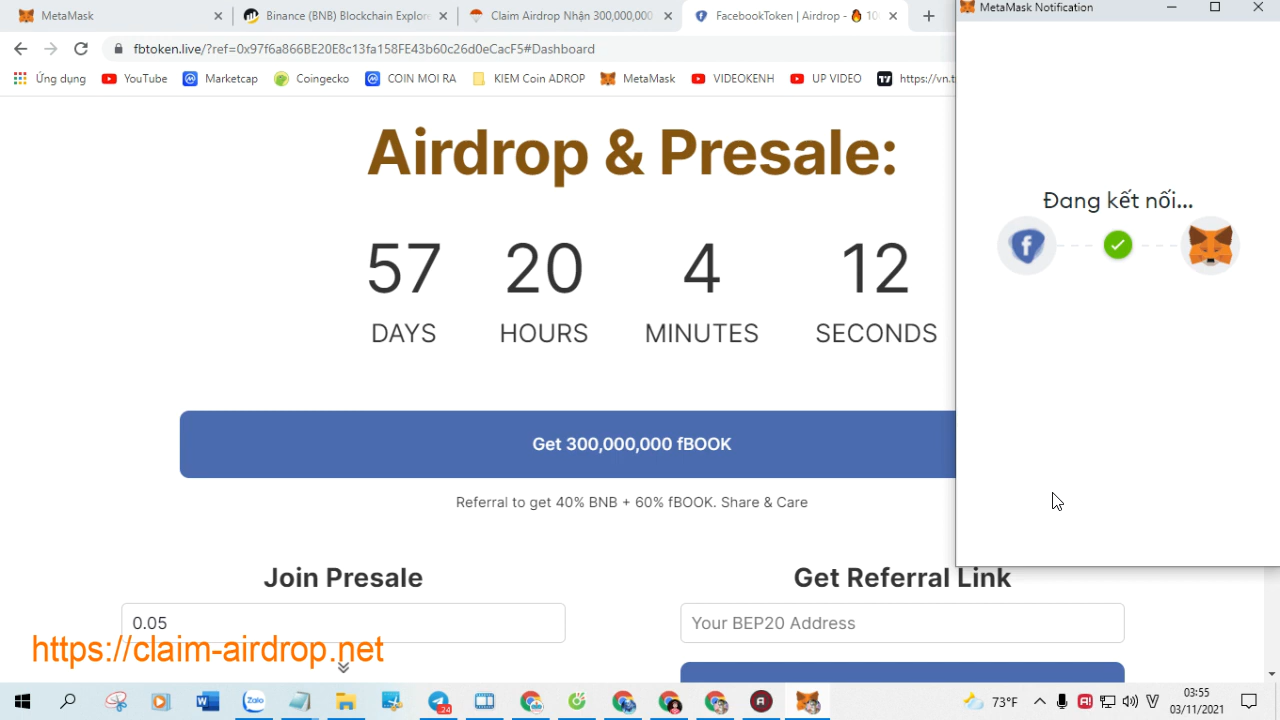 MetaMask
Binance (BNB) Blockchain Explore
Claim Airdrop Nhận 300,000,000
FacebookToken | Airdrop - 🔥 10
MetaMask Notification
fbtoken.live/?ref=0x97f6a866BE20E8c13fa158FE43b60c26d0eCacF5#Dashboard
Ứng dụng
YouTube
Marketcap
Coingecko
COIN MOI RA
KIEM Coin ADROP
MetaMask
VIDEOKENH
UP VIDEO
https://vn.t
Airdrop & Presale:
57 20 4 12
DAYS HOURS MINUTES SECONDS
Đang kết nối...
Get 300,000,000 fBOOK
Referral to get 40% BNB + 60% fBOOK. Share & Care
Join Presale
0.05
Get Referral Link
Your BEP20 Address
https://claim-airdrop.net
Zalo
24
73°F
03:55
03/11/2021